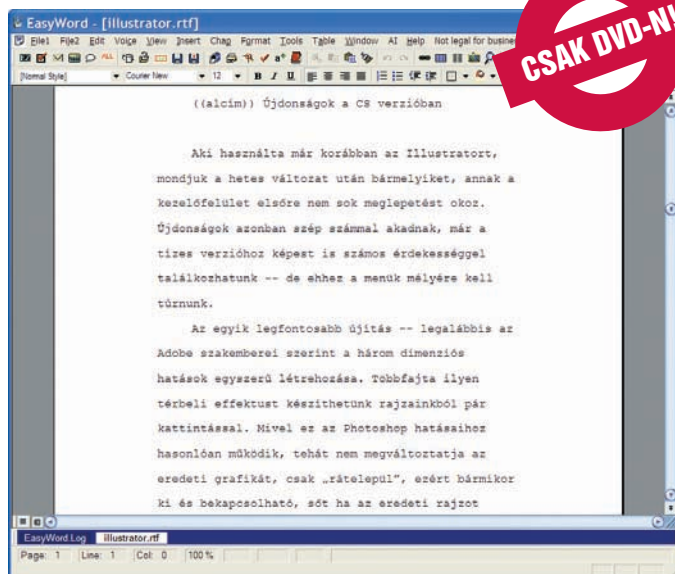 EasyWord - [illustrator.rtf]
CSAK DVD-N!
File1 File2 Edit Voice View Insert Chap Format Tools Table Window AI Help Not legal for
[Normal Style] Courier New 12 B I U
((alcím)) Újdonságok a CS verzióban
Aki használta már korábban az Illustratort,
mondjuk a hetes változat után bármelyiket, annak a
kezelőfelület elsőre nem sok meglepetést okoz.
Újdonságok azonban szép számmal akadnak, már a
tízes verzióhoz képest is számos érdekességgel
találkozhatunk -- de ehhez a menük mélyére kell
túrnunk.
Az egyik legfontosabb újítás -- legalábbis az
Adobe szakemberei szerint a három dimenziós
hatások egyszerű létrehozása. Többfajta ilyen
térbeli effektust készíthetünk rajzainkból pár
kattintással. Mivel ez az Photoshop hatásaihoz
hasonlóan működik, tehát nem megváltoztatja az
eredeti grafikát, csak „rátelepül”, ezért bármikor
ki és bekapcsolható, sőt ha az eredeti rajzot
EasyWord.Log illustrator.rtf
Page: 1 Line: 1 Col: 0 100 %